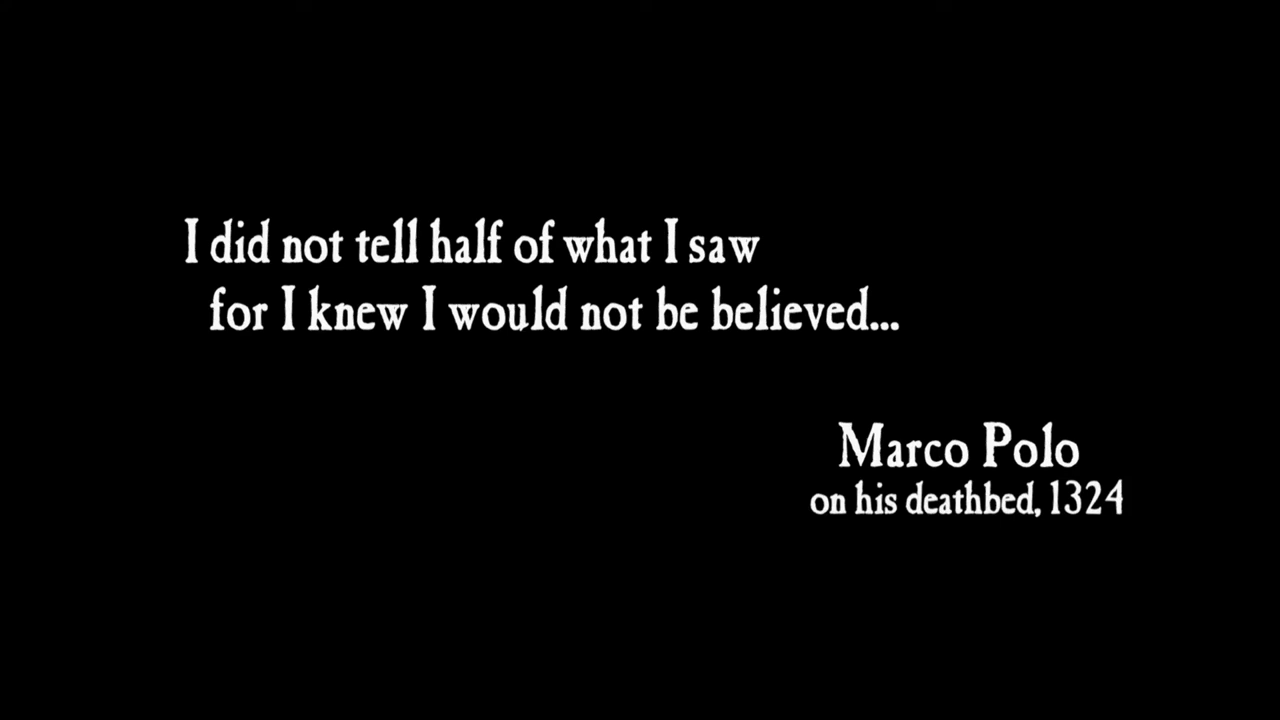 I did not tell half of what I saw
for I knew I would not be believed...
Marco Polo
on his deathbed, 1324